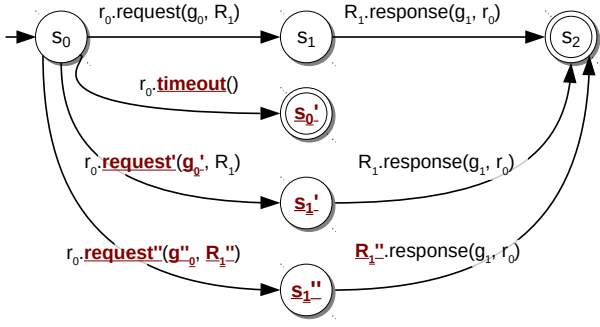 r₀.request(g₀, R₁) R₁.response(g₁, r₀)
s₀ s₁ s₂
r₀.timeout()
s₀'
r₀.request'(g₀', R₁) R₁.response(g₁, r₀)
s₁'
r₀.request''(g''₀, R₁'') R₁''.response(g₁, r₀)
s₁''